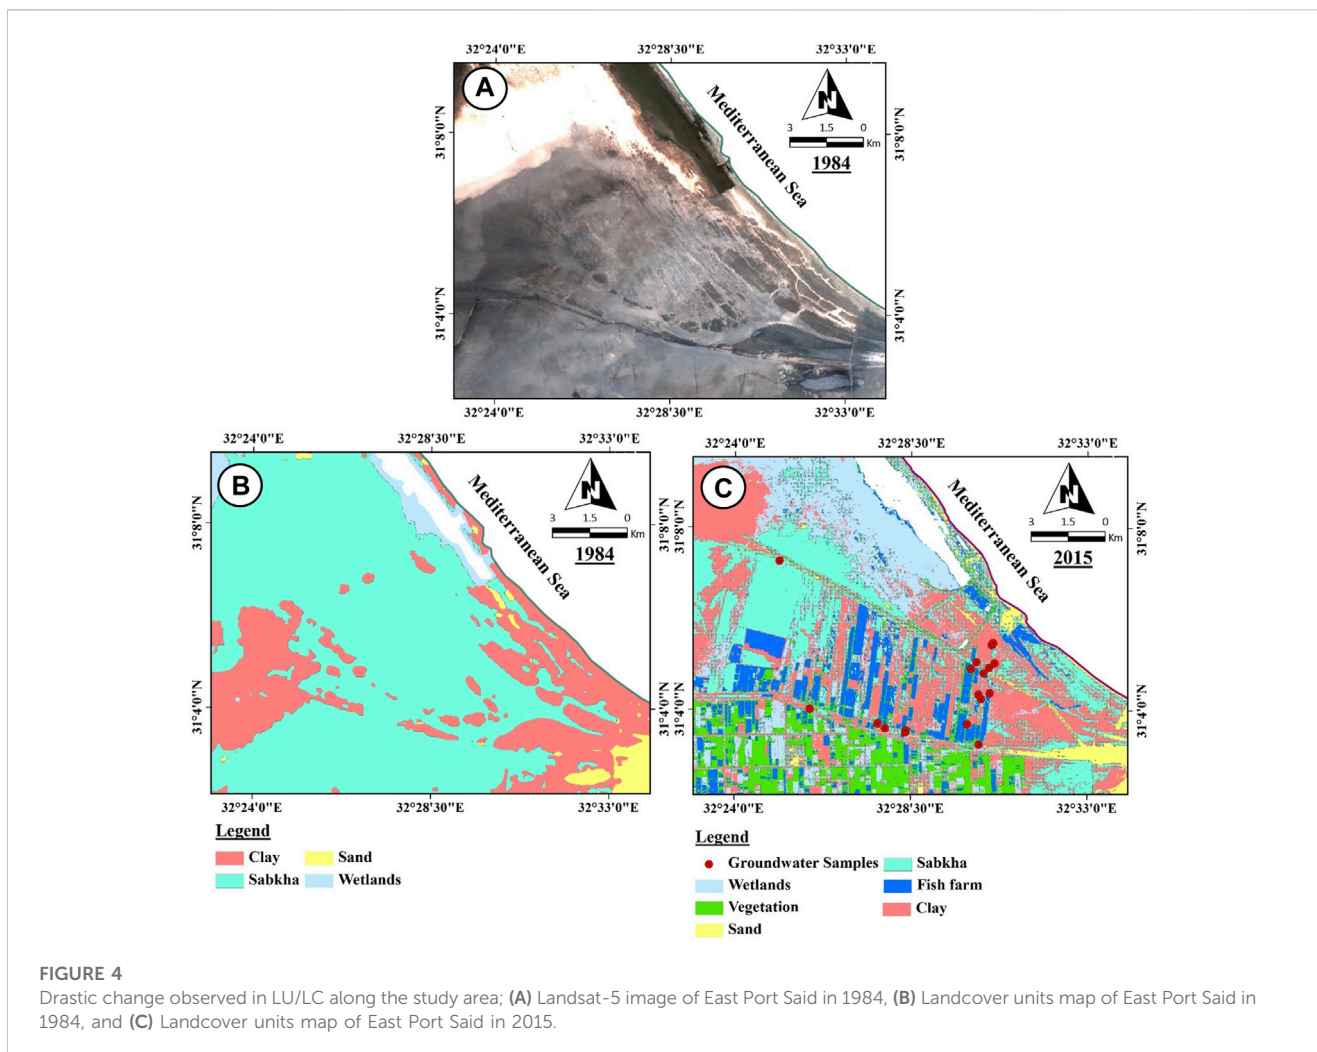 32°24'0"E 32°28'30"E 32°33'0"E
A
Mediterranean Sea
N
3 1.5 0
Km
1984
31°8'0"N 31°8'0"N
31°4'0"N 31°4'0"N
32°24'0"E 32°28'30"E 32°33'0"E
32°24'0"E 32°28'30"E 32°33'0"E
B
Mediterranean Sea
N
3 1.5 0
Km
1984
31°8'0"N 31°8'0"N
31°4'0"N 31°4'0"N
32°24'0"E 32°28'30"E 32°33'0"E
Legend
Clay Sand
Sabkha Wetlands
32°24'0"E 32°28'30"E 32°33'0"E
C
Mediterranean Sea
N
3 1.5 0
Km
2015
31°8'0"N 31°8'0"N
31°4'0"N 31°4'0"N
32°24'0"E 32°28'30"E 32°33'0"E
Legend
Groundwater Samples Sabkha
Wetlands Fish farm
Vegetation Clay
Sand
FIGURE 4
Drastic change observed in LU/LC along the study area; (A) Landsat-5 image of East Port Said in 1984, (B) Landcover units map of East Port Said in
1984, and (C) Landcover units map of East Port Said in 2015.